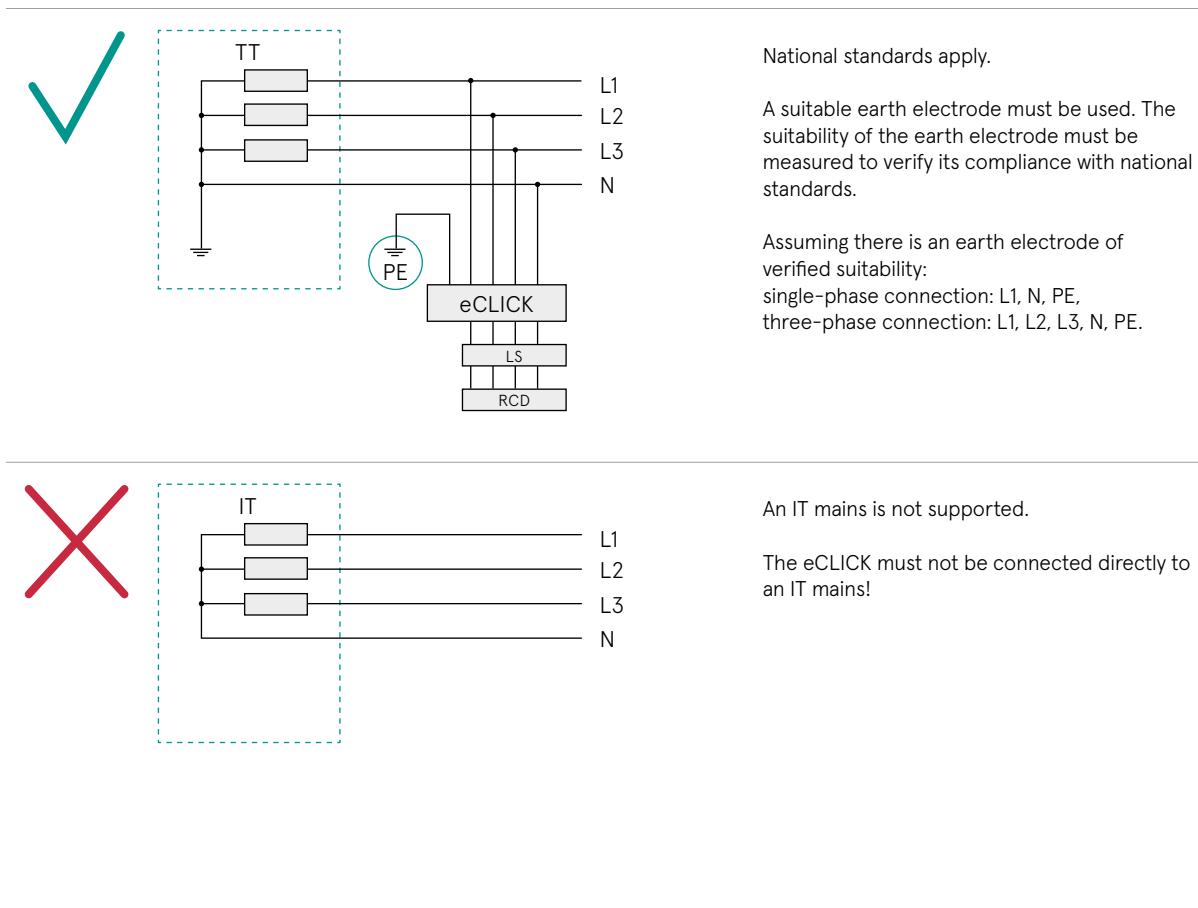 TT
L1
L2
L3
N
PE
eCLICK
LS
RCD
National standards apply.
A suitable earth electrode must be used. The
suitability of the earth electrode must be
measured to verify its compliance with national
standards.
Assuming there is an earth electrode of
verified suitability:
single-phase connection: L1, N, PE,
three-phase connection: L1, L2, L3, N, PE.
IT
L1
L2
L3
N
An IT mains is not supported.
The eCLICK must not be connected directly to
an IT mains!